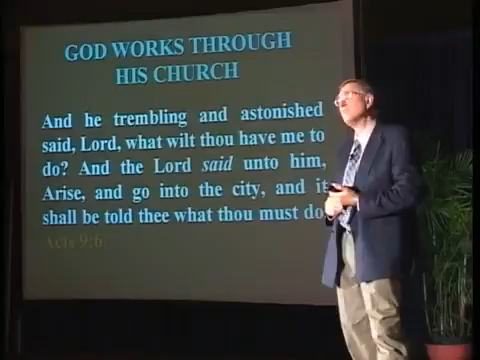 GOD WORKS THROUGH
HIS CHURCH
And he trembling and astonished
said, Lord, what wilt thou have me to
do? And the Lord said unto him,
Arise, and go into the city, and it
shall be told thee what thou must do
Acts 9:6